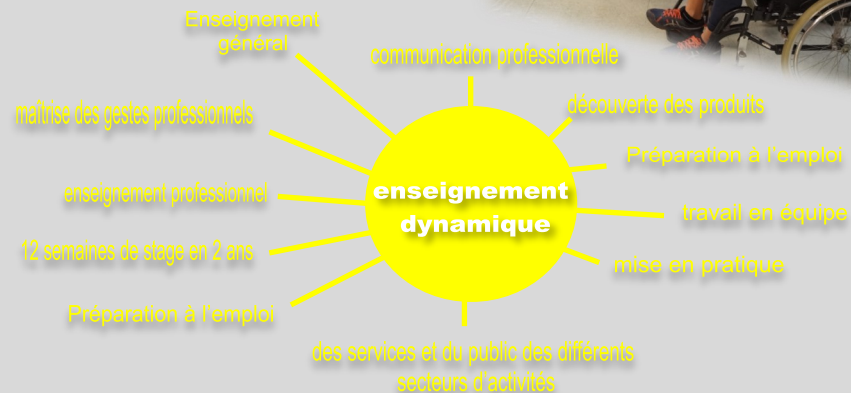 Enseignement
général
communication professionnelle
maîtrise des gestes professionnels
découverte des produits
Préparation à l'emploi
enseignement professionnel
enseignement
dynamique
travail en équipe
12 semaines de stage en 2 ans
mise en pratique
Préparation à l'emploi
des services et du public des différents
secteurs d'activités